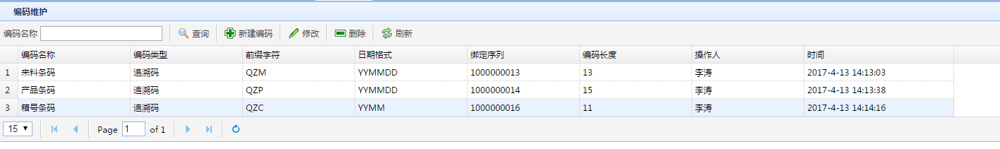 编码维护
编码名称 查询 新建编码 修改 删除 刷新
编码名称 编码类型 前缀字符 日期格式 绑定序列 编码长度 操作人 时间
1 来料条码 追溯码 QZM YYMMDD 1000000013 13 李涛 2017-4-13 14:13:03
2 产品条码 追溯码 QZP YYMMDD 1000000014 15 李涛 2017-4-13 14:13:38
3 箱号条码 追溯码 QZC YYMM 1000000016 11 李涛 2017-4-13 14:14:16
15 Page 1 of 1